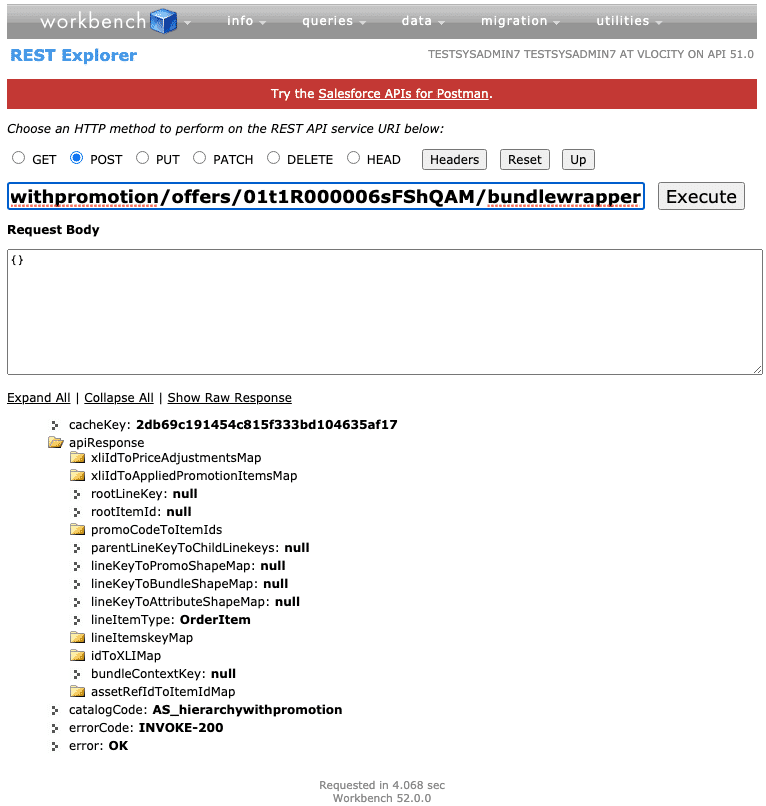 workbench info queries data migration utilities
REST Explorer TESTSYSADMIN7 TESTSYSADMIN7 AT VLOCITY ON API 51.0
Try the Salesforce APIs for Postman.
Choose an HTTP method to perform on the REST API service URI below:
GET POST PUT PATCH DELETE HEAD Headers Reset Up
withpromotion/offers/01t1R000006sFShQAM/bundlewrapper Execute
Request Body
{}
Expand All | Collapse All | Show Raw Response
cacheKey: 2db69c191454c815f333bd104635af17
apiResponse
xliIdToPriceAdjustmentsMap
xliIdToAppliedPromotionItemsMap
rootLineKey: null
rootItemId: null
promoCodeToItemIds
parentLineKeyToChildLinekeys: null
lineKeyToPromoShapeMap: null
lineKeyToBundleShapeMap: null
lineKeyToAttributeShapeMap: null
lineItemType: OrderItem
lineItemskeyMap
idToXLIMap
bundleContextKey: null
assetRefIdToItemIdMap
catalogCode: AS_hierarchywithpromotion
errorCode: INVOKE-200
error: OK
Requested in 4.068 sec
Workbench 52.0.0